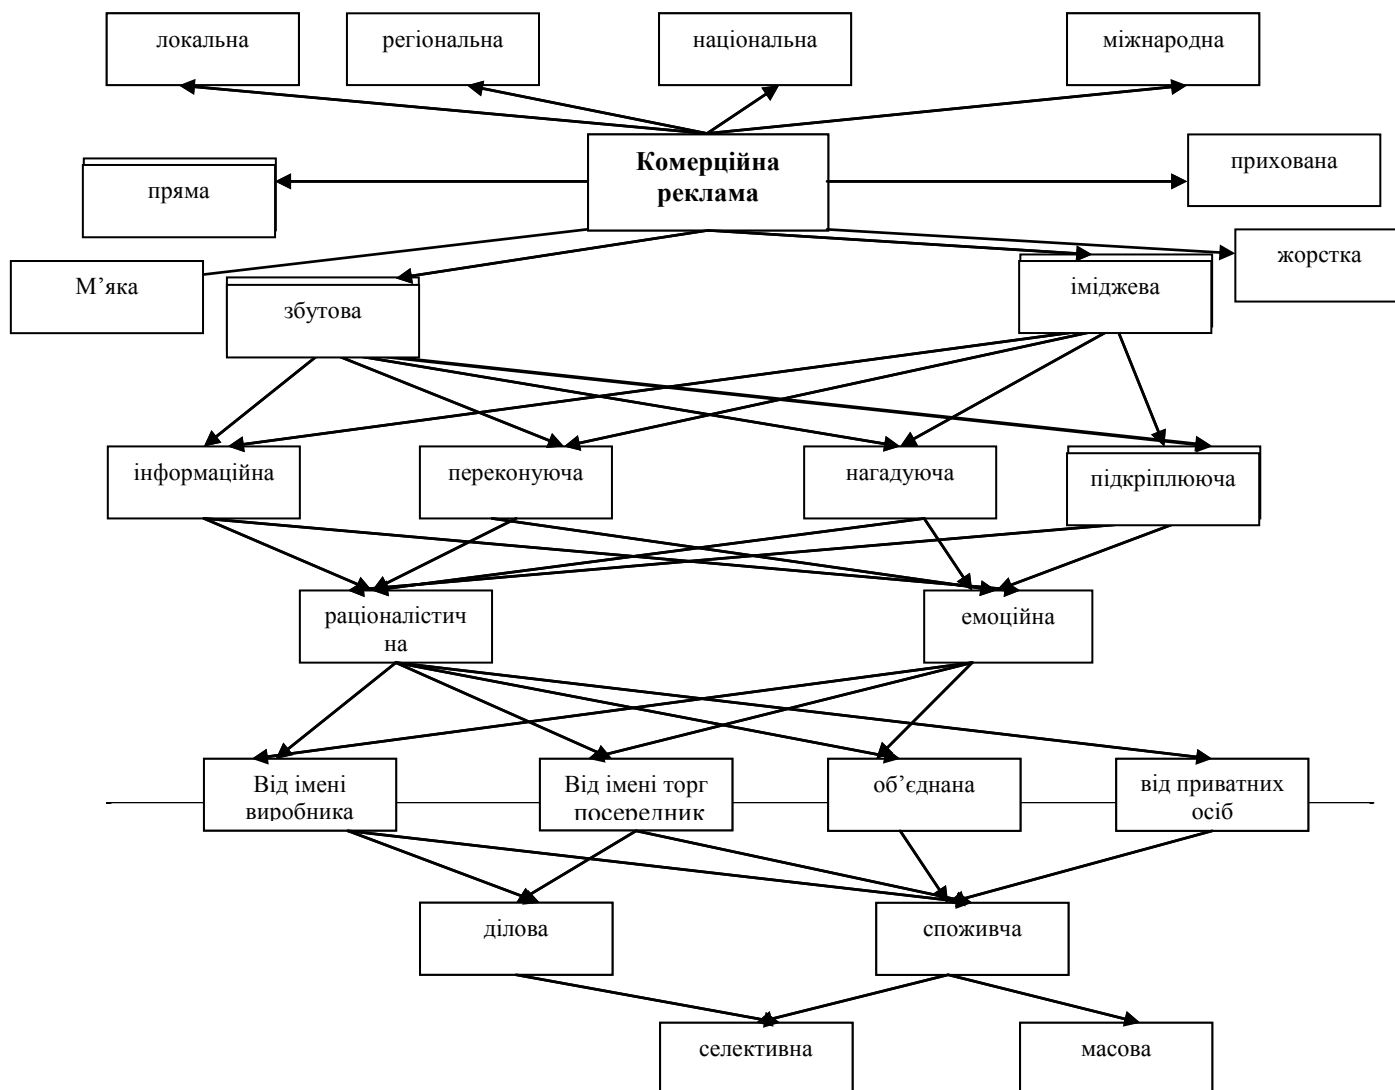 локальна
регіональна
національна
міжнародна
Комерційна
реклама
пряма
прихована
М’яка
збутова
іміджева
жорстка
інформаційна
переконуюча
нагадуюча
підкріплююча
раціоналістич
на
емоційна
Від імені
виробника
Від імені торг
посередник
об’єднана
від приватних
осіб
ділова
споживча
селективна
масова